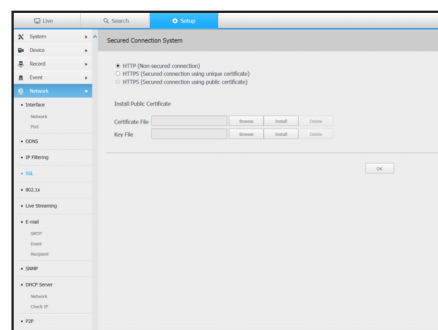 Live
Search
Setup
System
Device
Record
Event
Network
Interface
Network
Port
DDNS
IP Filtering
SSL
802.1x
Live Streaming
E-mail
SMTP
Event
Recipient
SNMP
DHCP Server
Network
Check IP
P2P
Secured Connection System
HTTP (Non-secured connection)
HTTPS (Secured connection using unique certificate)
HTTPS (Secured connection using public certificate)
Install Public Certificate
Certificate File Browse Install Delete
Key File Browse Install Delete
OK